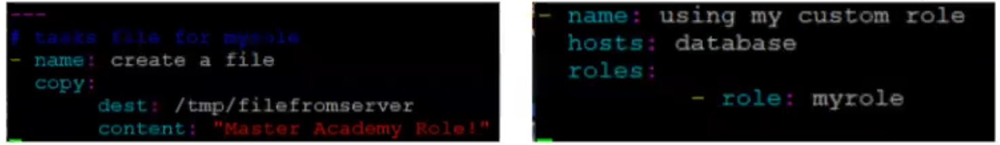 ---
# tasks file for myrole
- name: create a file
copy:
dest: /tmp/filefromserver
content: "Master Academy Role!"
- name: using my custom role
hosts: database
roles:
- role: myrole